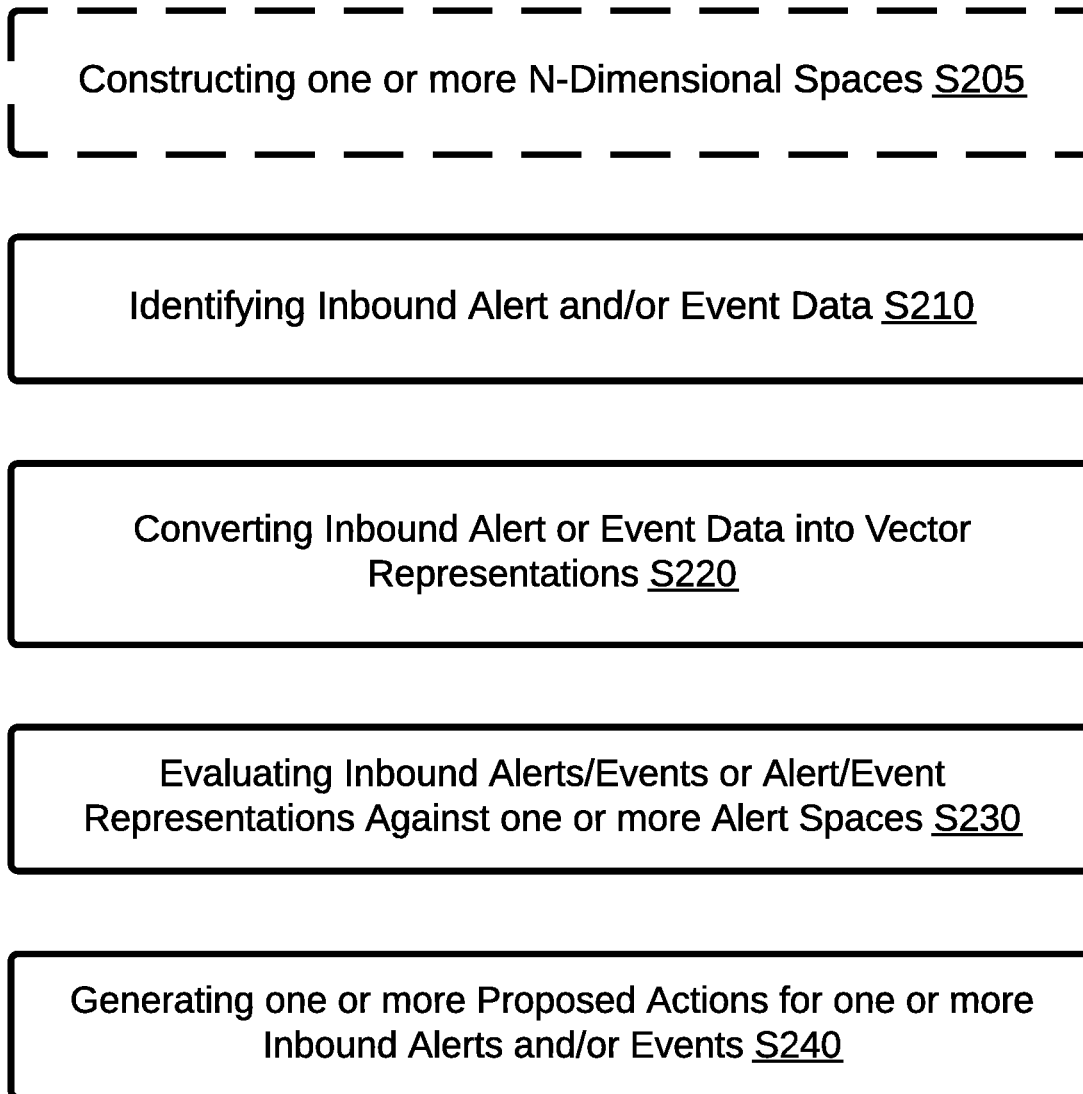 Constructing one or more N-Dimensional Spaces S205
Identifying Inbound Alert and/or Event Data S210
Converting Inbound Alert or Event Data into Vector
Representations S220
Evaluating Inbound Alerts/Events or Alert/Event
Representations Against one or more Alert Spaces S230
Generating one or more Proposed Actions for one or more
Inbound Alerts and/or Events S240